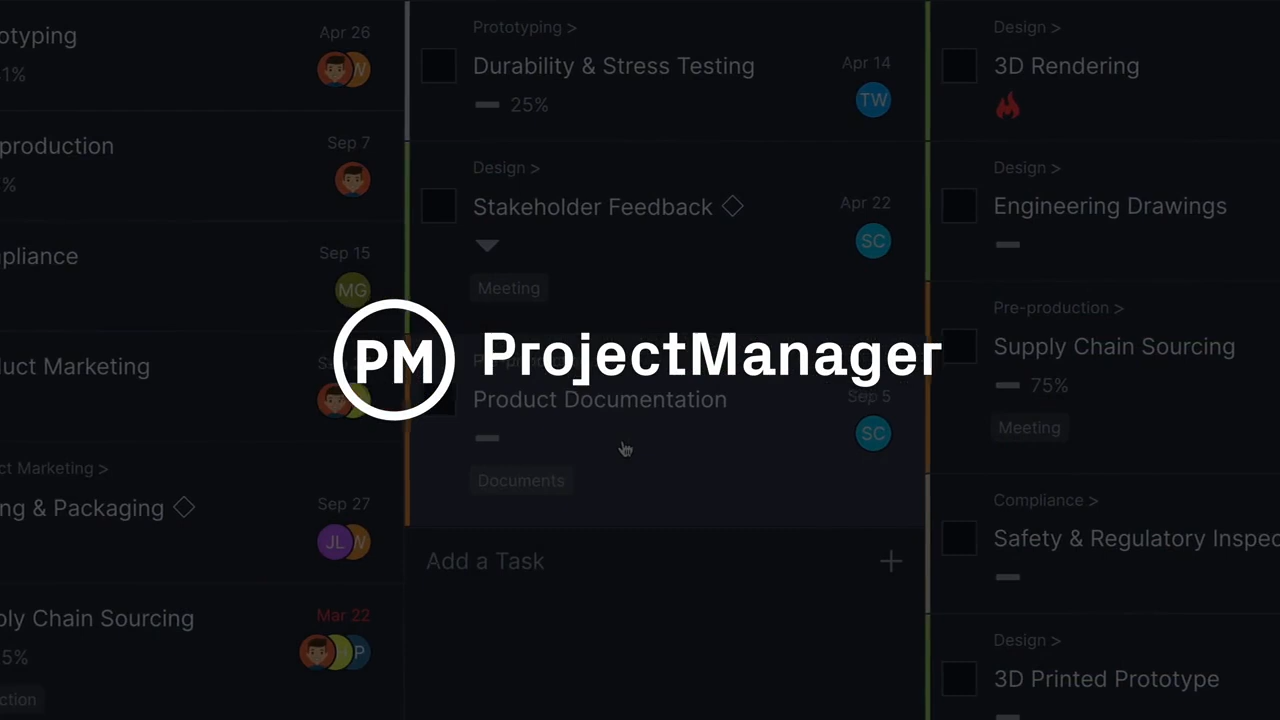 otyping
Apr 26
1%
production
Sep 7
%
pliance
Sep 15
MG
uct Marketing
ct Marketing >
ng & Packaging
Sep 27
JL
ply Chain Sourcing
Mar 22
P
5%
ction
Prototyping >
Durability & Stress Testing
Apr 14
25%
TW
Design >
Stakeholder Feedback
Apr 22
SC
Meeting
PM ProjectManager
Product Documentation
Sep 5
SC
Documents
Add a Task
Design >
3D Rendering
Design >
Engineering Drawings
Pre-production >
Supply Chain Sourcing
75%
Meeting
Compliance >
Safety & Regulatory Inspec
Design >
3D Printed Prototype